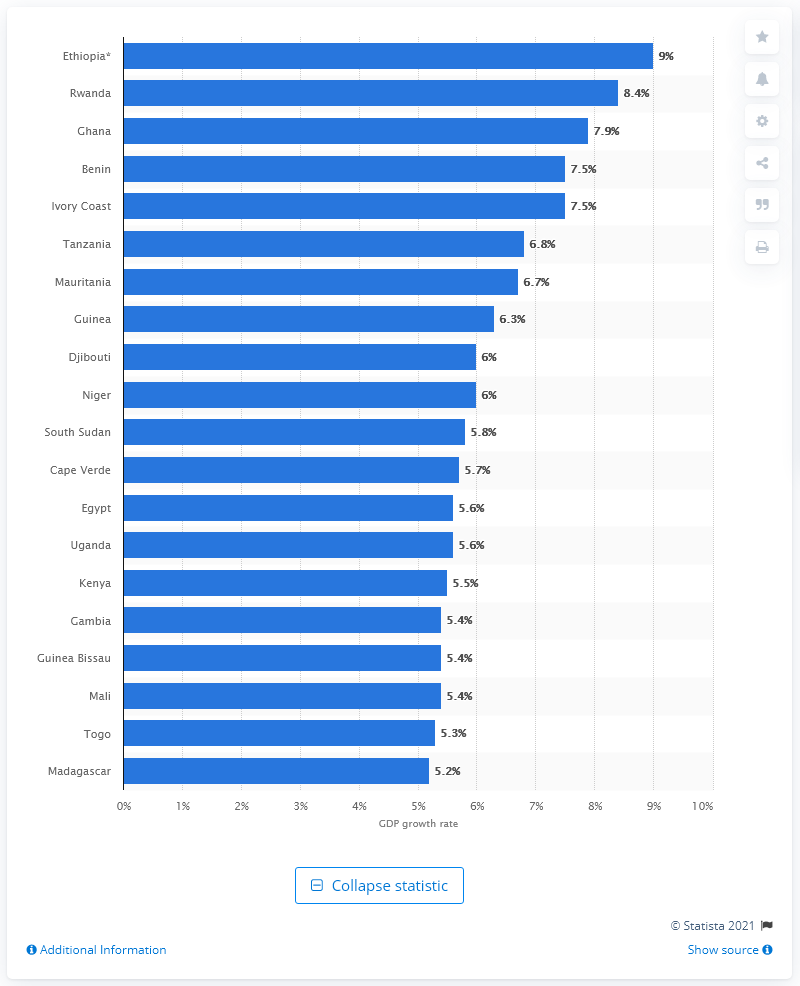 Ethiopia* 9%
Rwanda 8.4%
Ghana 7.9%
Benin 7.5%
Ivory Coast 7.5%
Tanzania 6.8%
Mauritania 6.7%
Guinea 6.3%
Djibouti 6%
Niger 6%
South Sudan 5.8%
Cape Verde 5.7%
Egypt 5.6%
Uganda 5.6%
Kenya 5.5%
Gambia 5.4%
Guinea Bissau 5.4%
Mali 5.4%
Togo 5.3%
Madagascar 5.2%
0% 1% 2% 3% 4% 5% 6% 7% 8% 9% 10%
GDP growth rate
Collapse statistic
© Statista 2021
Additional Information Show source